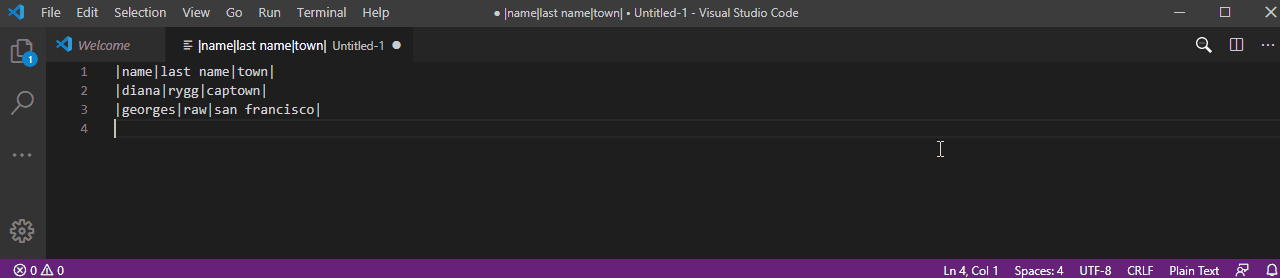 File Edit Selection View Go Run Terminal Help ● |name|last name|town| • Untitled-1 - Visual Studio Code
1 Welcome |name|last name|town| Untitled-1 ●
1 |name|last name|town|
2 |diana|rygg|captown|
3 |georges|raw|san francisco|
4
0 0 Ln 4, Col 1 Spaces: 4 UTF-8 CRLF Plain Text